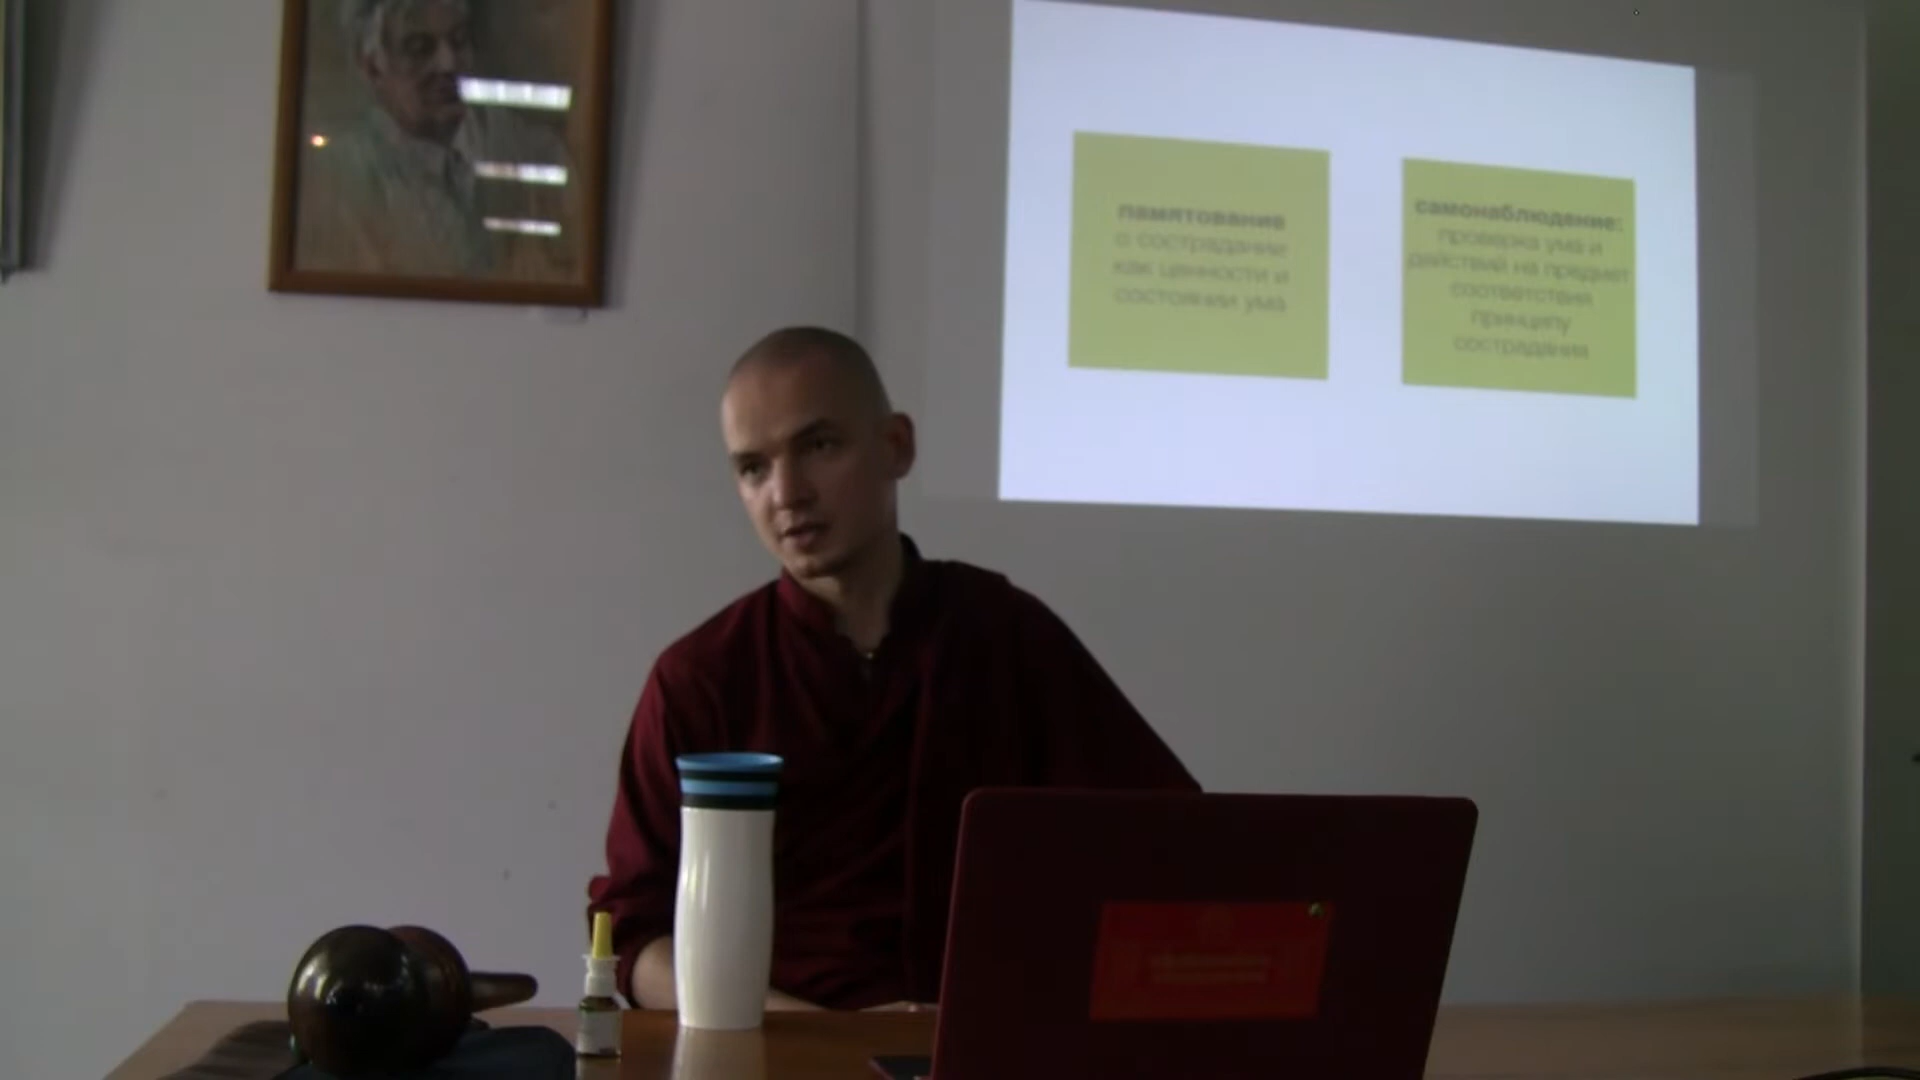 памятование
о сострадании
как ценности и
состоянии ума
самонаблюдение:
проверка ума и
действий на предмет
соответствия
принципу
сострадания